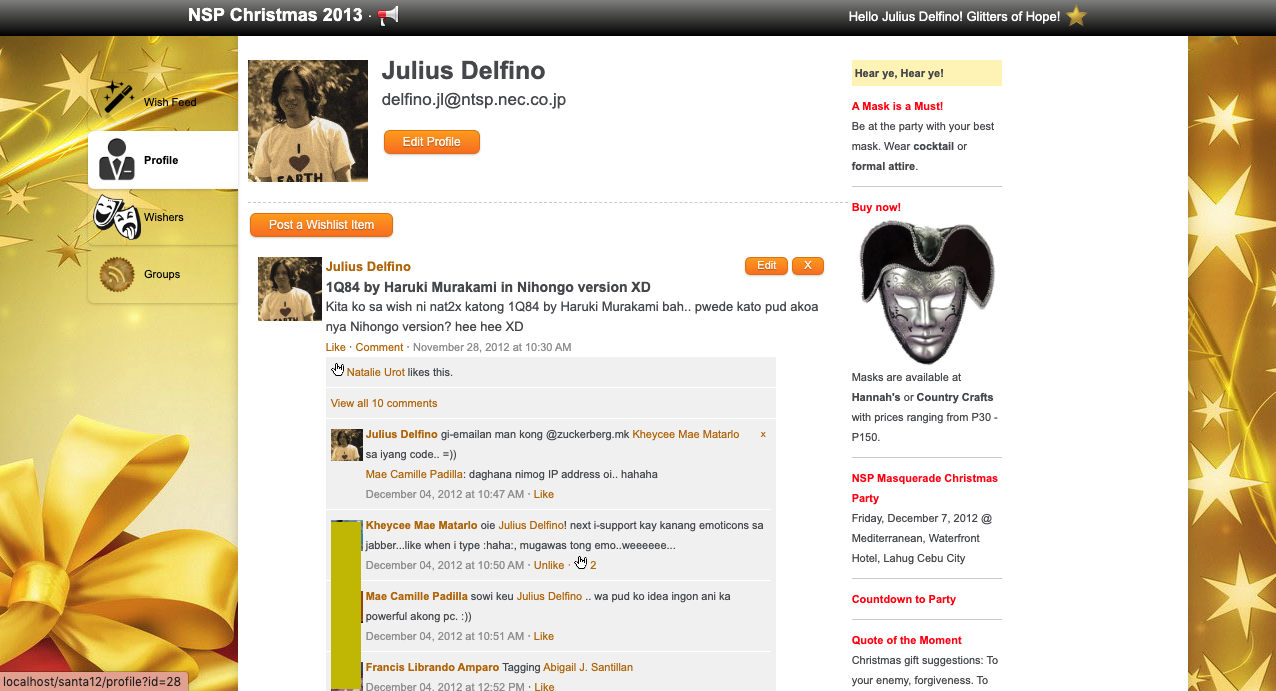 NSP Christmas 2013 ·
Hello Julius Delfino! Glitters of Hope!
Wish Feed
Profile
Wishers
Groups
Julius Delfino
delfino.jl@ntsp.nec.co.jp
Edit Profile
I
EARTH
Post a Wishlist Item
Julius Delfino
Edit
X
1Q84 by Haruki Murakami in Nihongo version XD
Kita ko sa wish ni nat2x katong 1Q84 by Haruki Murakami bah.. pwede kato pud akoa
nya Nihongo version? hee hee XD
Like · Comment · November 28, 2012 at 10:30 AM
Natalie Urot likes this.
View all 10 comments
Julius Delfino gi-emailan man kong @zuckerberg.mk Kheycee Mae Matarlo x
sa iyang code.. =))
Mae Camille Padilla: daghana nimog IP address oi.. hahaha
December 04, 2012 at 10:47 AM · Like
Kheycee Mae Matarlo oie Julius Delfino! next i-support kay kanang emoticons sa
jabber...like when i type :haha:, mugawas tong emo..weeeeee...
December 04, 2012 at 10:50 AM · Unlike · 2
Mae Camille Padilla sowi keu Julius Delfino .. wa pud ko idea ingon ani ka
powerful akong pc. :))
December 04, 2012 at 10:51 AM · Like
Francis Librando Amparo Tagging Abigail J. Santillan
December 04, 2012 at 12:52 PM · Like
Hear ye, Hear ye!
A Mask is a Must!
Be at the party with your best
mask. Wear cocktail or
formal attire.
Buy now!
Masks are available at
Hannah's or Country Crafts
with prices ranging from P30 -
P150.
NSP Masquerade Christmas
Party
Friday, December 7, 2012 @
Mediterranean, Waterfront
Hotel, Lahug Cebu City
Countdown to Party
Quote of the Moment
Christmas gift suggestions: To
your enemy, forgiveness. To
localhost/santa12/profile?id=28